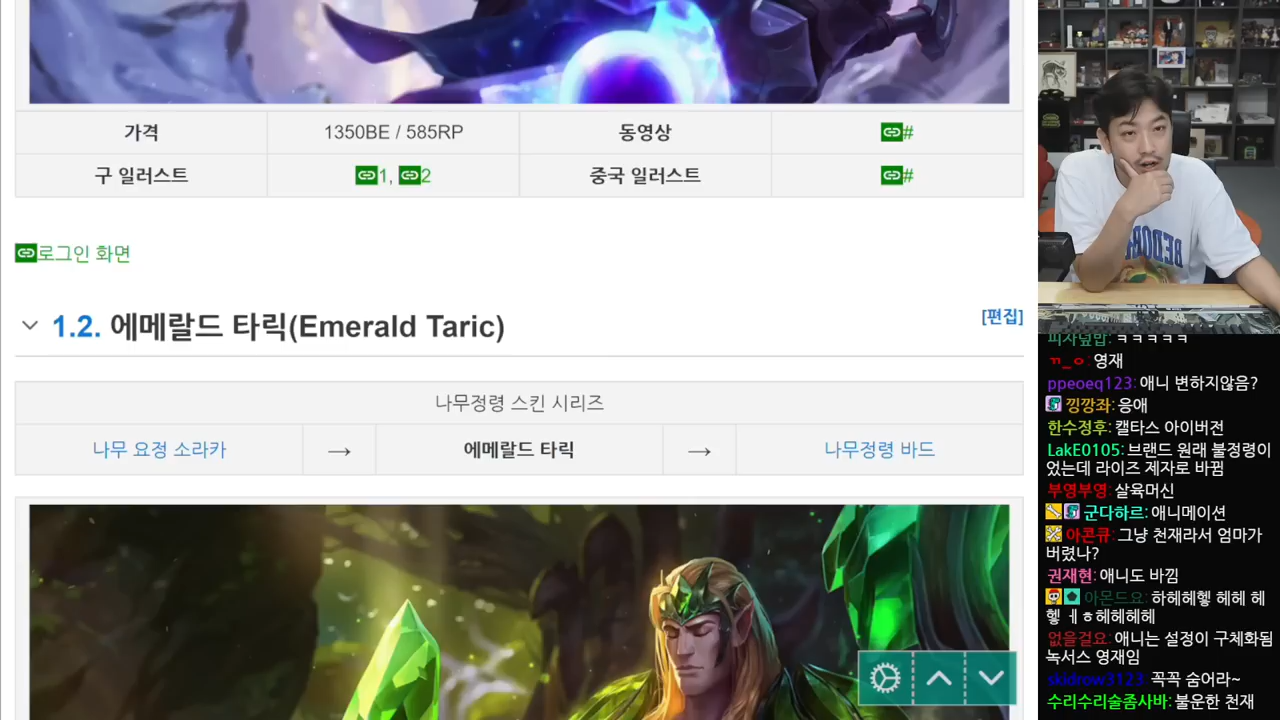 가격 1350BE / 585RP 동영상 #
구 일러스트 1, 2 중국 일러스트 #
로그인 화면
1.2. 에메랄드 타릭(Emerald Taric) [편집]
나무정령 스킨 시리즈
나무 요정 소라카 → 에메랄드 타릭 → 나무정령 바드
피자덮밥: ㅋㅋㅋㅋㅋ
ㄲ_ㅇ: 영재
ppeoeq123: 애니 변하지않음?
낑깡좌: 응애
한수정후: 캘타스 아이버전
LakE0105: 브랜드 원래 불정령이
었는데 라이즈 제자로 바뀜
부영부영: 살육머신
군다하르: 애니메이션
아콘큐: 그냥 천재라서 엄마가
버렸나?
권재현: 애니도 바낌
아몬드요: 하헤헤헿 헤헤 헤
헿 ㅔㅎ헤헤헤헤
없을걸요: 애니는 설정이 구체화됨
녹서스 영재임
skidrow3123: 꼭꼭 숨어라~
수리수리술좀사바: 불운한 천재